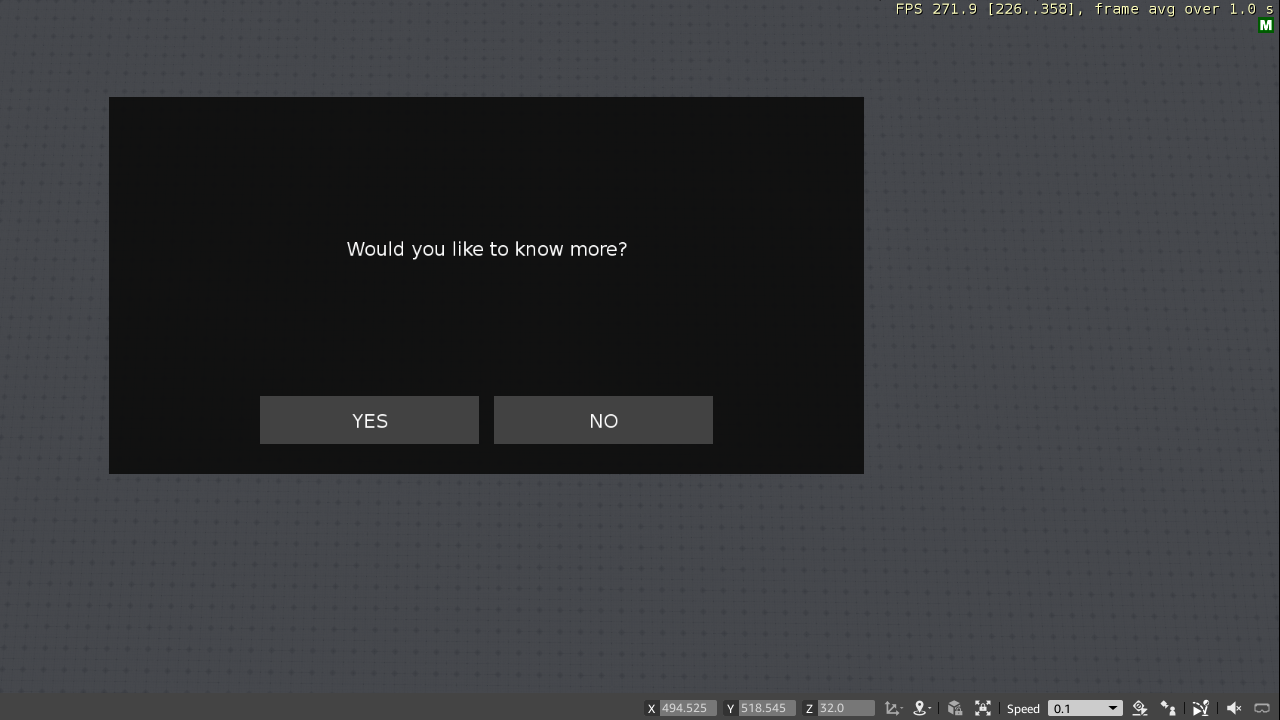 FPS 271.9 [226..358], frame avg over 1.0 s
M
Would you like to know more?
YES NO
X 494.525 Y 518.545 Z 32.0 Speed 0.1